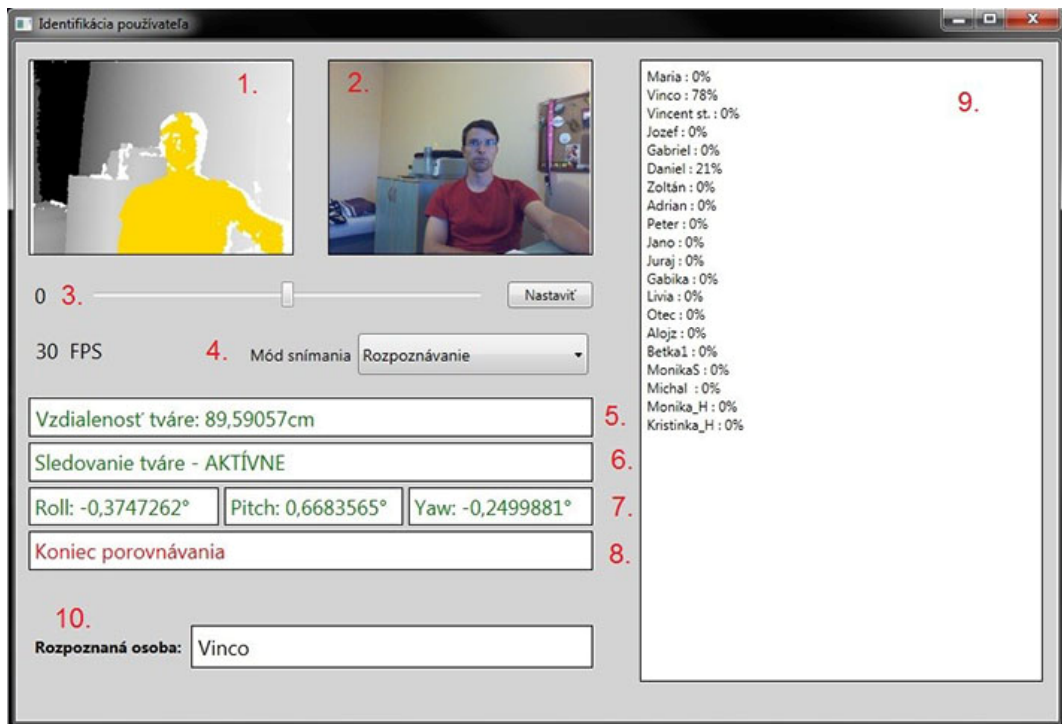 Identifikácia používateľa
1.
2.
0
3.
Nastaviť
30 FPS
4.
Mód snímania
Rozpoznávanie
Vzdialenosť tváre: 89,59057cm
5.
Sledovanie tváre - AKTÍVNE
6.
Roll: -0,3747262°
Pitch: 0,6683565°
Yaw: -0,2499881°
7.
Koniec porovnávania
8.
10.
Rozpoznaná osoba:
Vinco
9.
Maria : 0%
Vinco : 78%
Vincent st. : 0%
Jozef : 0%
Gabriel : 0%
Daniel : 21%
Zoltán : 0%
Adrian : 0%
Peter : 0%
Jano : 0%
Juraj : 0%
Gabika : 0%
Livia : 0%
Otec : 0%
Alojz : 0%
Betka1 : 0%
MonikaS : 0%
Michal  : 0%
Monika_H : 0%
Kristinka_H : 0%